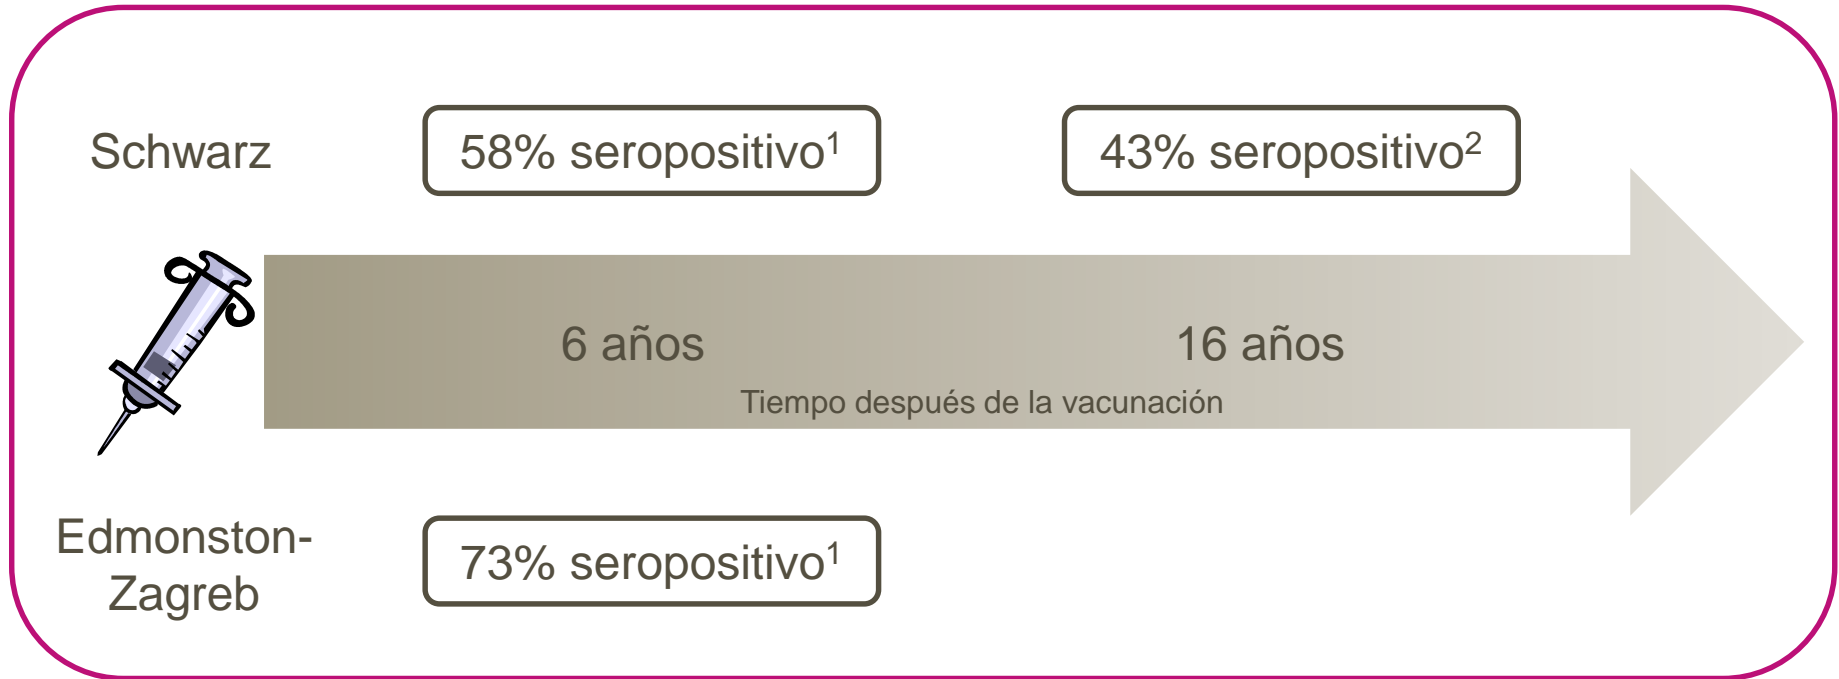 Schwarz
58% seropositivo¹
43% seropositivo²
6 años
16 años
Tiempo después de la vacunación
Edmonston-
Zagreb
73% seropositivo¹